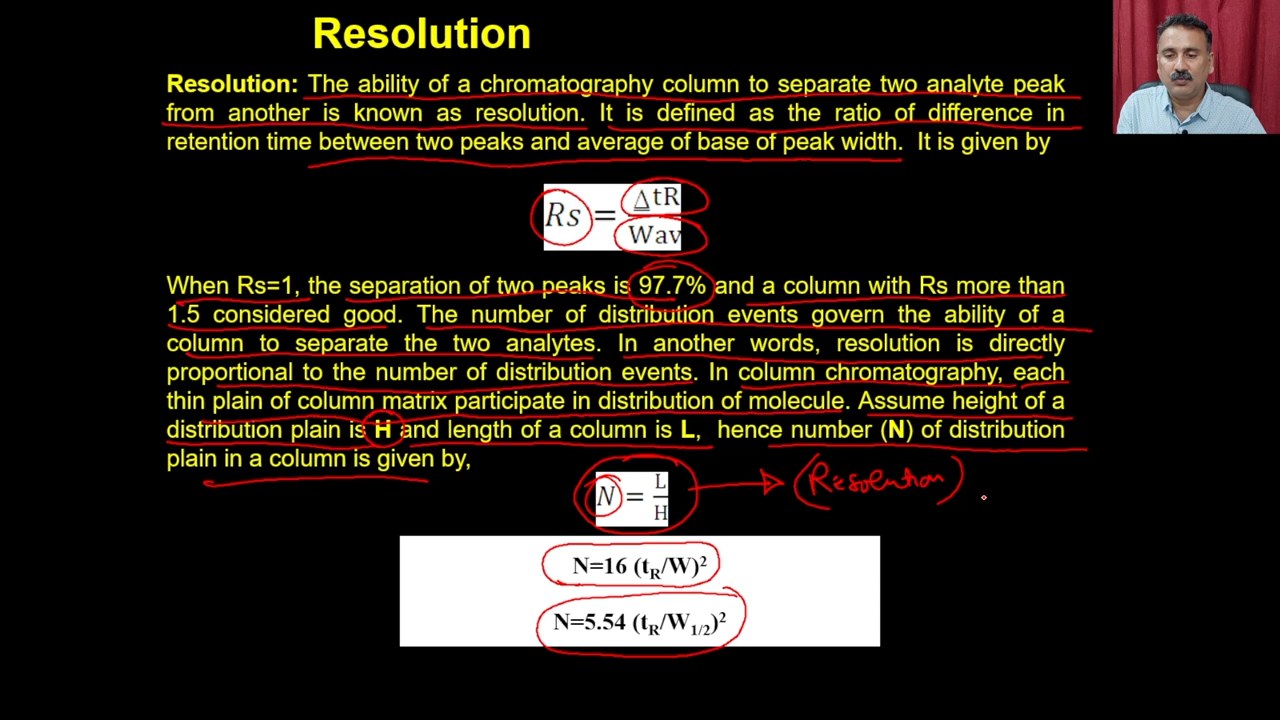 Resolution
Resolution: The ability of a chromatography column to separate two analyte peak
from another is known as resolution. It is defined as the ratio of difference in
retention time between two peaks and average of base of peak width. It is given by
Rs = ΔtR / Wav
When Rs=1, the separation of two peaks is 97.7% and a column with Rs more than
1.5 considered good. The number of distribution events govern the ability of a
column to separate the two analytes. In another words, resolution is directly
proportional to the number of distribution events. In column chromatography, each
thin plain of column matrix participate in distribution of molecule. Assume height of a
distribution plain is H and length of a column is L, hence number (N) of distribution
plain in a column is given by,
N = L / H (Resolution)
N=16 (tR/W)²
N=5.54 (tR/W1/2)²